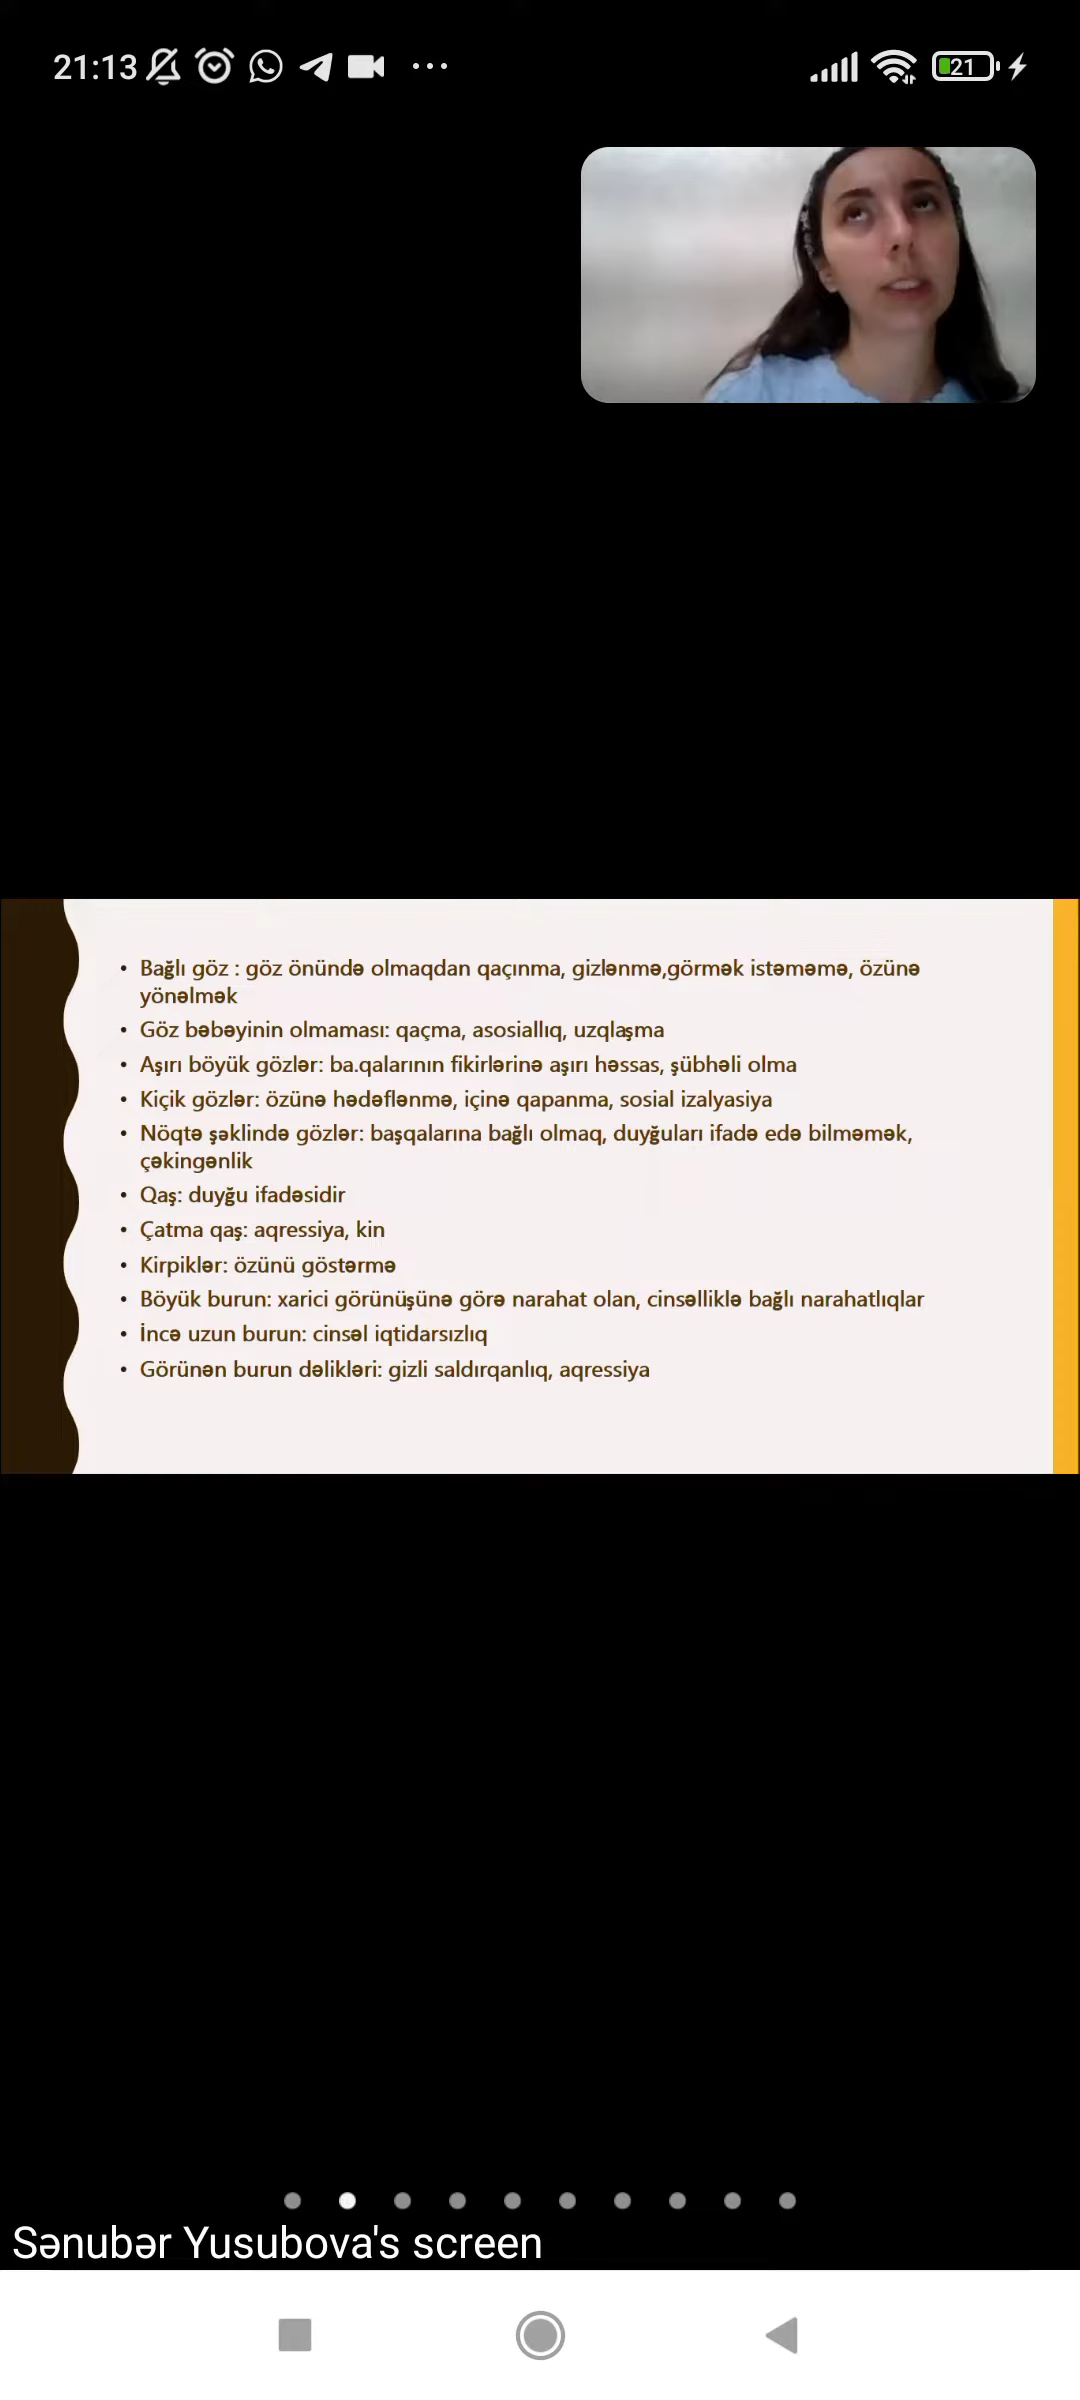 21:13
21
• Bağlı göz : göz önündə olmaqdan qaçınma, gizlənmə,görmək istəməmə, özünə
yönəlmək
• Göz bəbəyinin olmaması: qaçma, asosiallıq, uzqlaşma
• Aşırı böyük gözlər: ba.qalarının fikirlərinə aşırı həssas, şübhəli olma
• Kiçik gözlər: özünə hədəflənmə, içinə qapanma, sosial izalyasiya
• Nöqtə şəklində gözlər: başqalarına bağlı olmaq, duyğuları ifadə edə bilməmək,
çəkingənlik
• Qaş: duyğu ifadəsidir
• Çatma qaş: aqressiya, kin
• Kirpiklər: özünü göstərmə
• Böyük burun: xarici görünüşünə görə narahat olan, cinsəlliklə bağlı narahatlıqlar
• İncə uzun burun: cinsəl iqtidarsızlıq
• Görünən burun dəlikləri: gizli saldırqanlıq, aqressiya
Sənubər Yusubova's screen